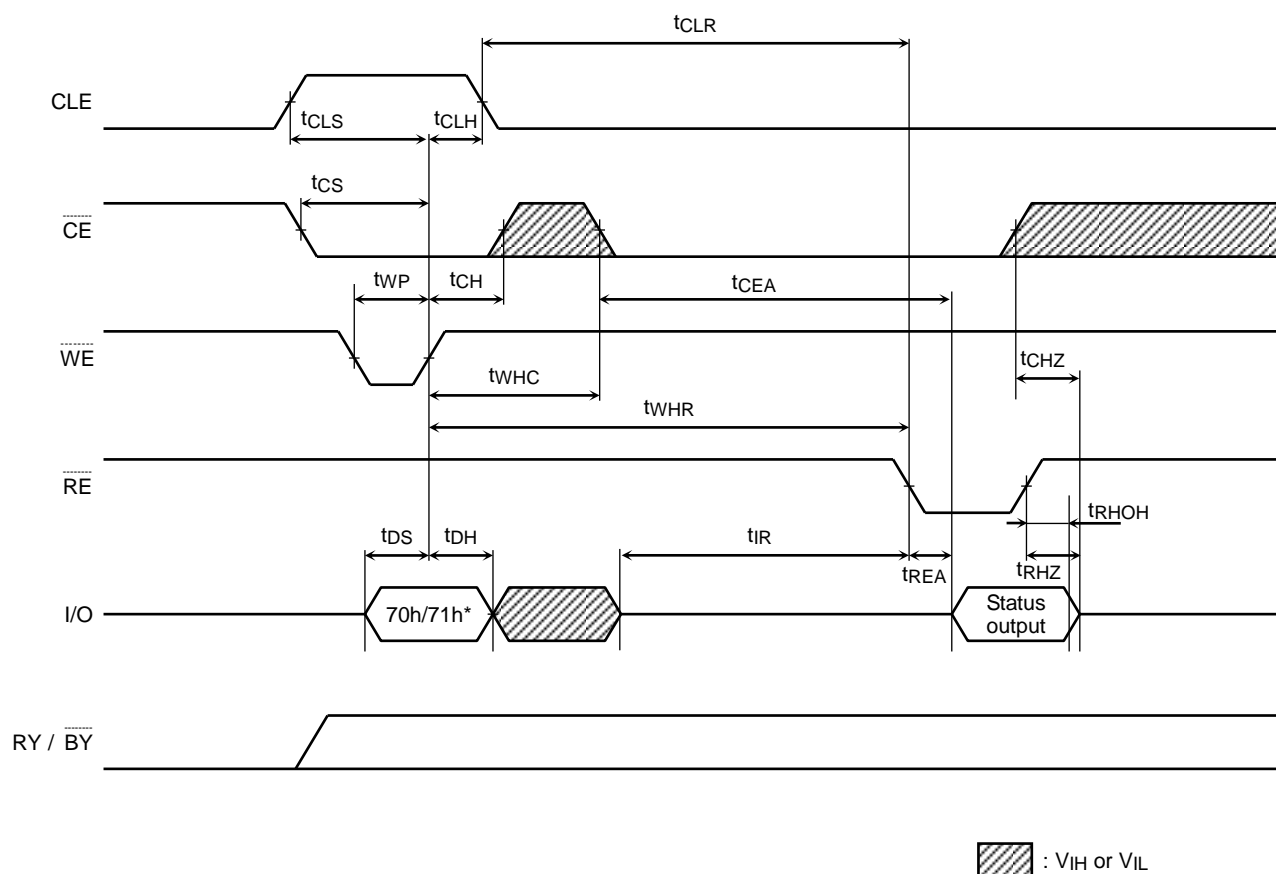 tCLR
CLE
tCLS
tCLH
tCS
CE
tWP
tCH
tCEA
WE
tCHZ
tWHC
tWHR
RE
tRHOH
tDS
tDH
tIR
tREA
tRHZ
I/O
70h/71h*
Status
output
RY / BY
: VIH or VIL